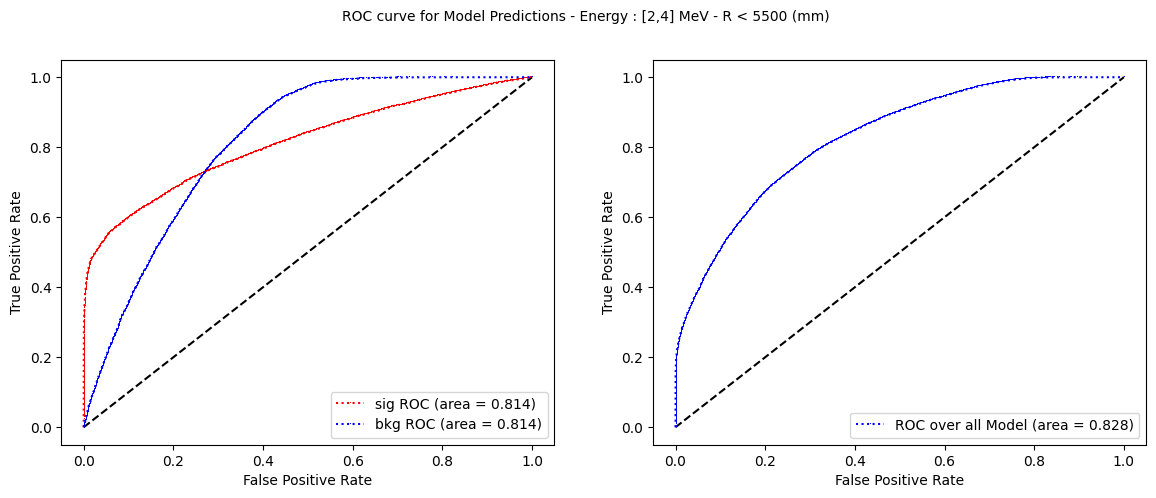 ROC curve for Model Predictions - Energy : [2,4] MeV - R < 5500 (mm)
True Positive Rate
1.0
0.8
0.6
0.4
0.2
0.0
sig ROC (area = 0.814)
bkg ROC (area = 0.814)
0.0 0.2 0.4 0.6 0.8 1.0
False Positive Rate
True Positive Rate
1.0
0.8
0.6
0.4
0.2
0.0
ROC over all Model (area = 0.828)
0.0 0.2 0.4 0.6 0.8 1.0
False Positive Rate